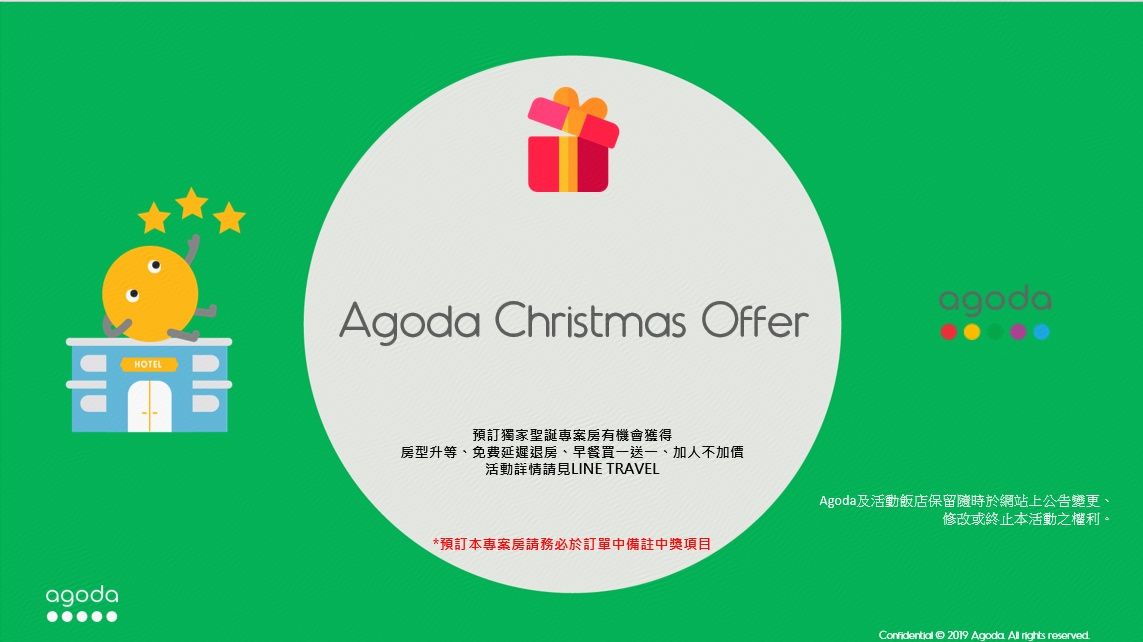 HOTEL
Agoda Christmas Offer
agoda
預訂獨家聖誕專案房有機會獲得
房型升等、免費延遲退房、早餐買一送一、加人不加價
活動詳情請見LINE TRAVEL
Agoda及活動飯店保留隨時於網站上公告變更、
修改或終止本活動之權利。
*預訂本專案房請務必於訂單中備註中獎項目
agoda
Confidential © 2019 Agoda. All rights reserved.